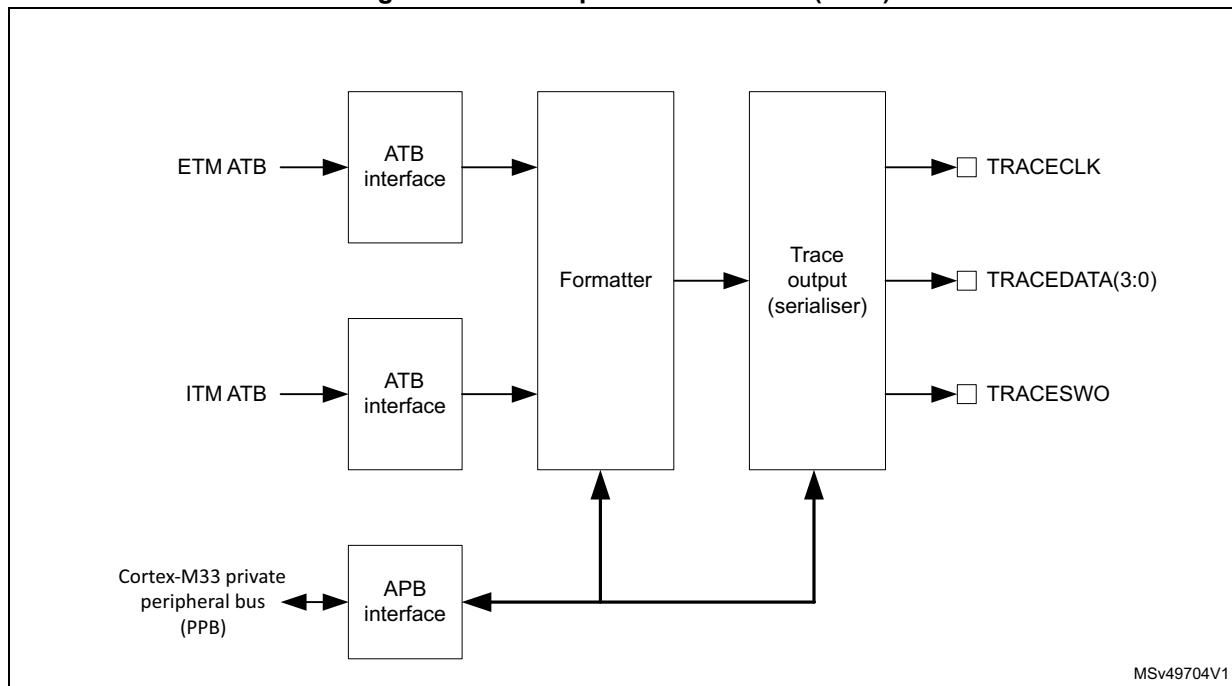 ETM ATB
ATB
interface
Formatter
Trace
output
(serialiser)
TRACECLK
TRACEDATA(3:0)
TRACESWO
ITM ATB
ATB
interface
Cortex-M33 private
peripheral bus
(PPB)
APB
interface
MSv49704V1